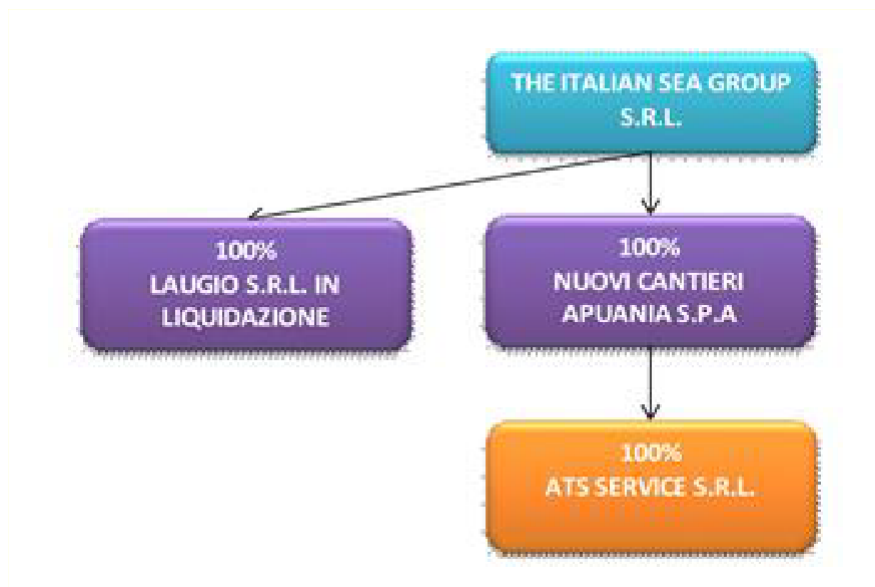 THE ITALIAN SEA GROUP
S.R.L.
100%
LAUGIO S.R.L. IN
LIQUIDAZIONE
100%
NUOVI CANTIERI
APUANIA S.P.A
100%
ATS SERVICE S.R.L.